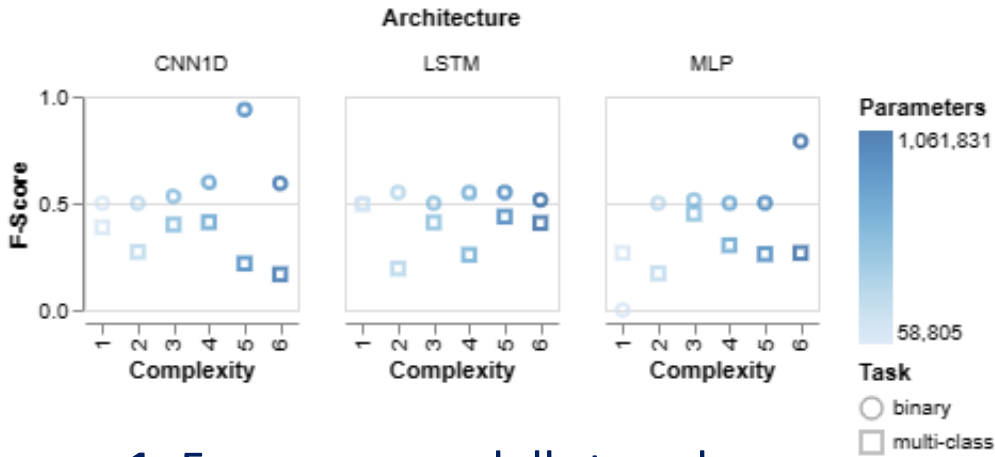 Architecture
CNN1D LSTM MLP
Parameters
1,061,831
58,805
F-Score
1.0
0.5
0.0
1 2 3 4 5 6
1 2 3 4 5 6
1 2 3 4 5 6
Complexity Complexity Complexity
Task
binary
multi-class